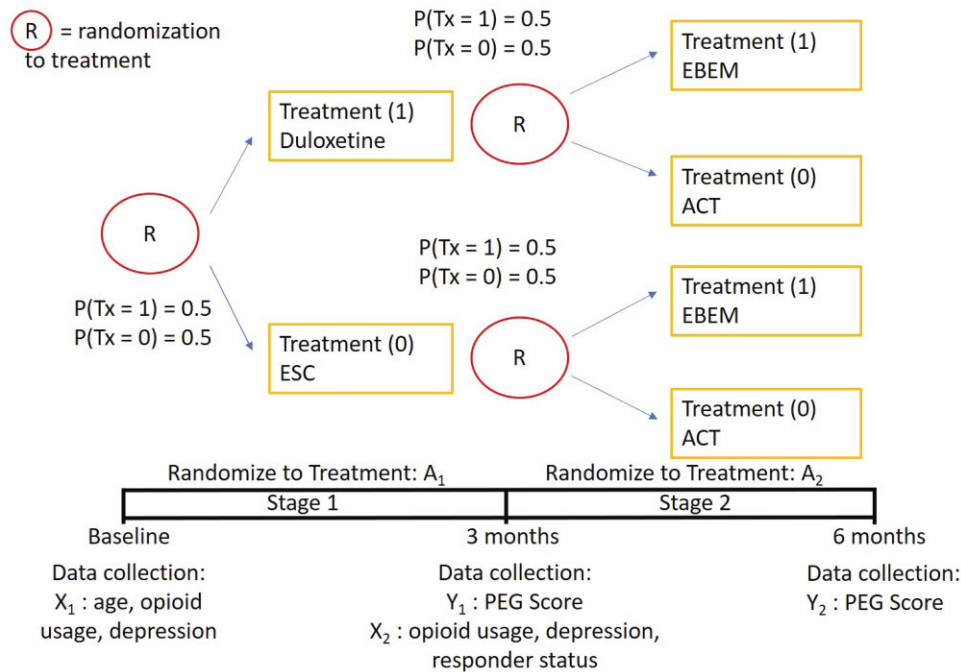 R = randomization
to treatment
P(Tx = 1) = 0.5
P(Tx = 0) = 0.5
Treatment (1)
EBEM
Treatment (1)
Duloxetine
R
Treatment (0)
ACT
R
P(Tx = 1) = 0.5
P(Tx = 0) = 0.5
P(Tx = 1) = 0.5
P(Tx = 0) = 0.5
Treatment (1)
EBEM
Treatment (0)
ESC
R
Treatment (0)
ACT
Randomize to Treatment: A₁
Randomize to Treatment: A₂
Stage 1
Stage 2
Baseline
3 months
6 months
Data collection:
X₁ : age, opioid
usage, depression
Data collection:
Y₁ : PEG Score
X₂ : opioid usage, depression,
responder status
Data collection:
Y₂ : PEG Score